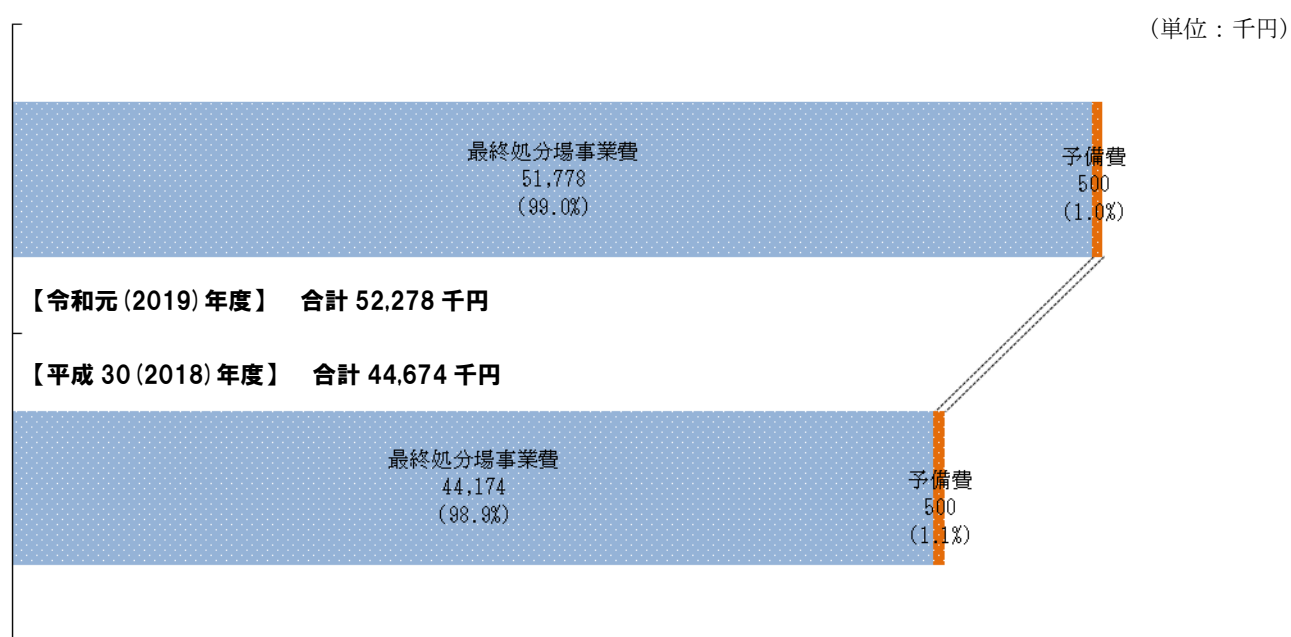 （単位：千円）
最終処分場事業費
51,778
(99.0%)
予備費
500
(1.0%)
【令和元(2019)年度】　合計 52,278 千円
【平成 30(2018)年度】　合計 44,674 千円
最終処分場事業費
44,174
(98.9%)
予備費
500
(1.1%)